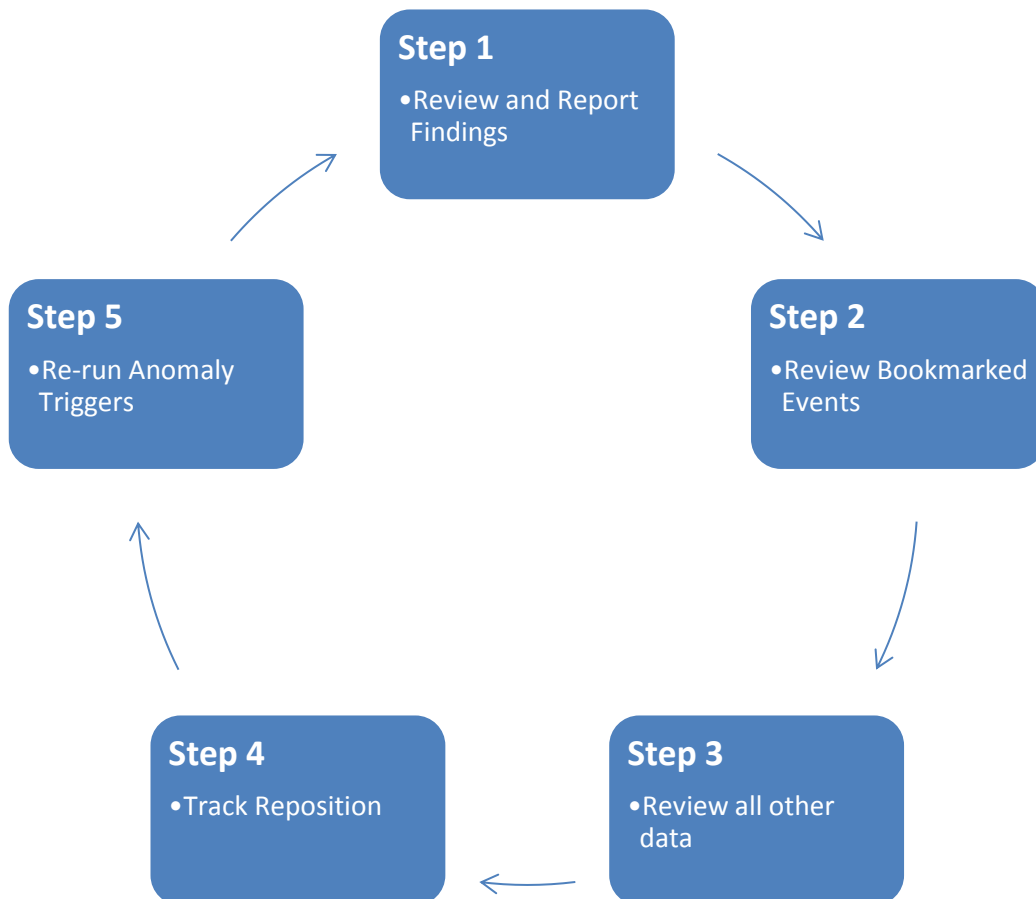 Step 1
•Review and Report
Findings
Step 5
•Re-run Anomaly
Triggers
Step 2
•Review Bookmarked
Events
Step 4
•Track Reposition
Step 3
•Review all other
data